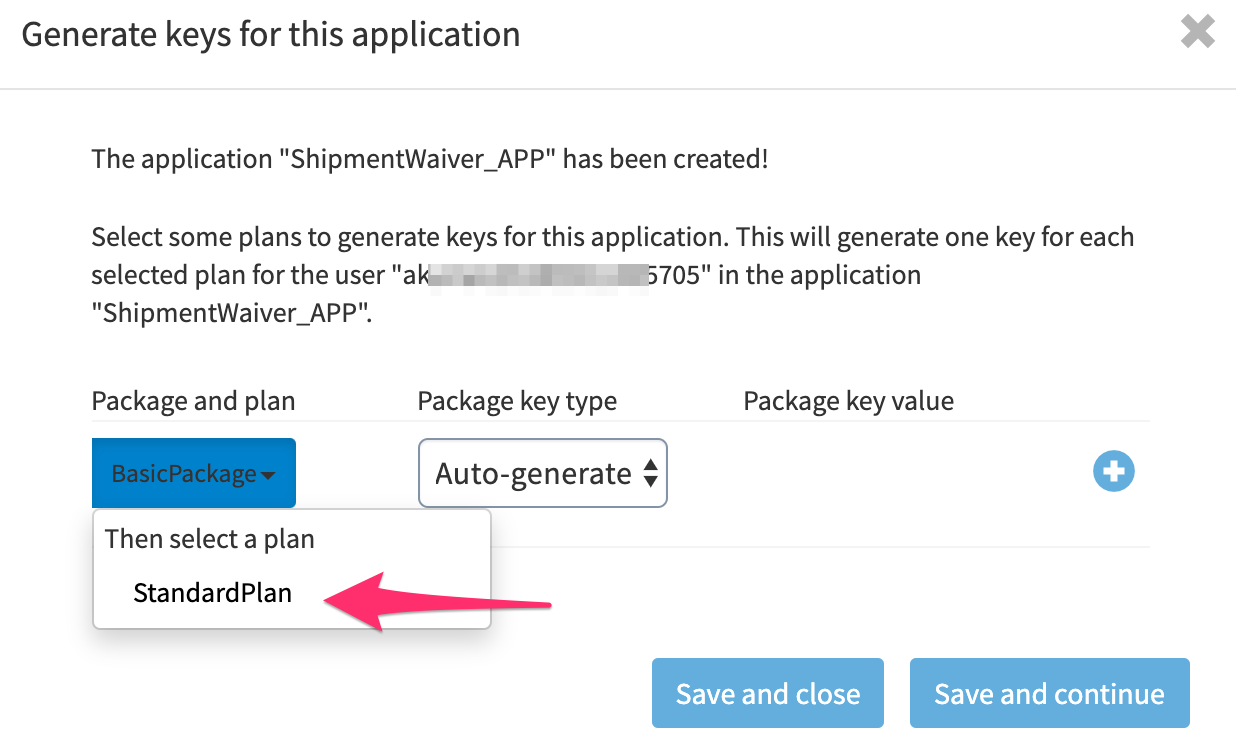 Generate keys for this application
The application "ShipmentWaiver_APP" has been created!
Select some plans to generate keys for this application. This will generate one key for each
selected plan for the user "ak 5705" in the application
"ShipmentWaiver_APP".
Package and plan Package key type Package key value
BasicPackage Auto-generate
Then select a plan
StandardPlan
Save and close Save and continue